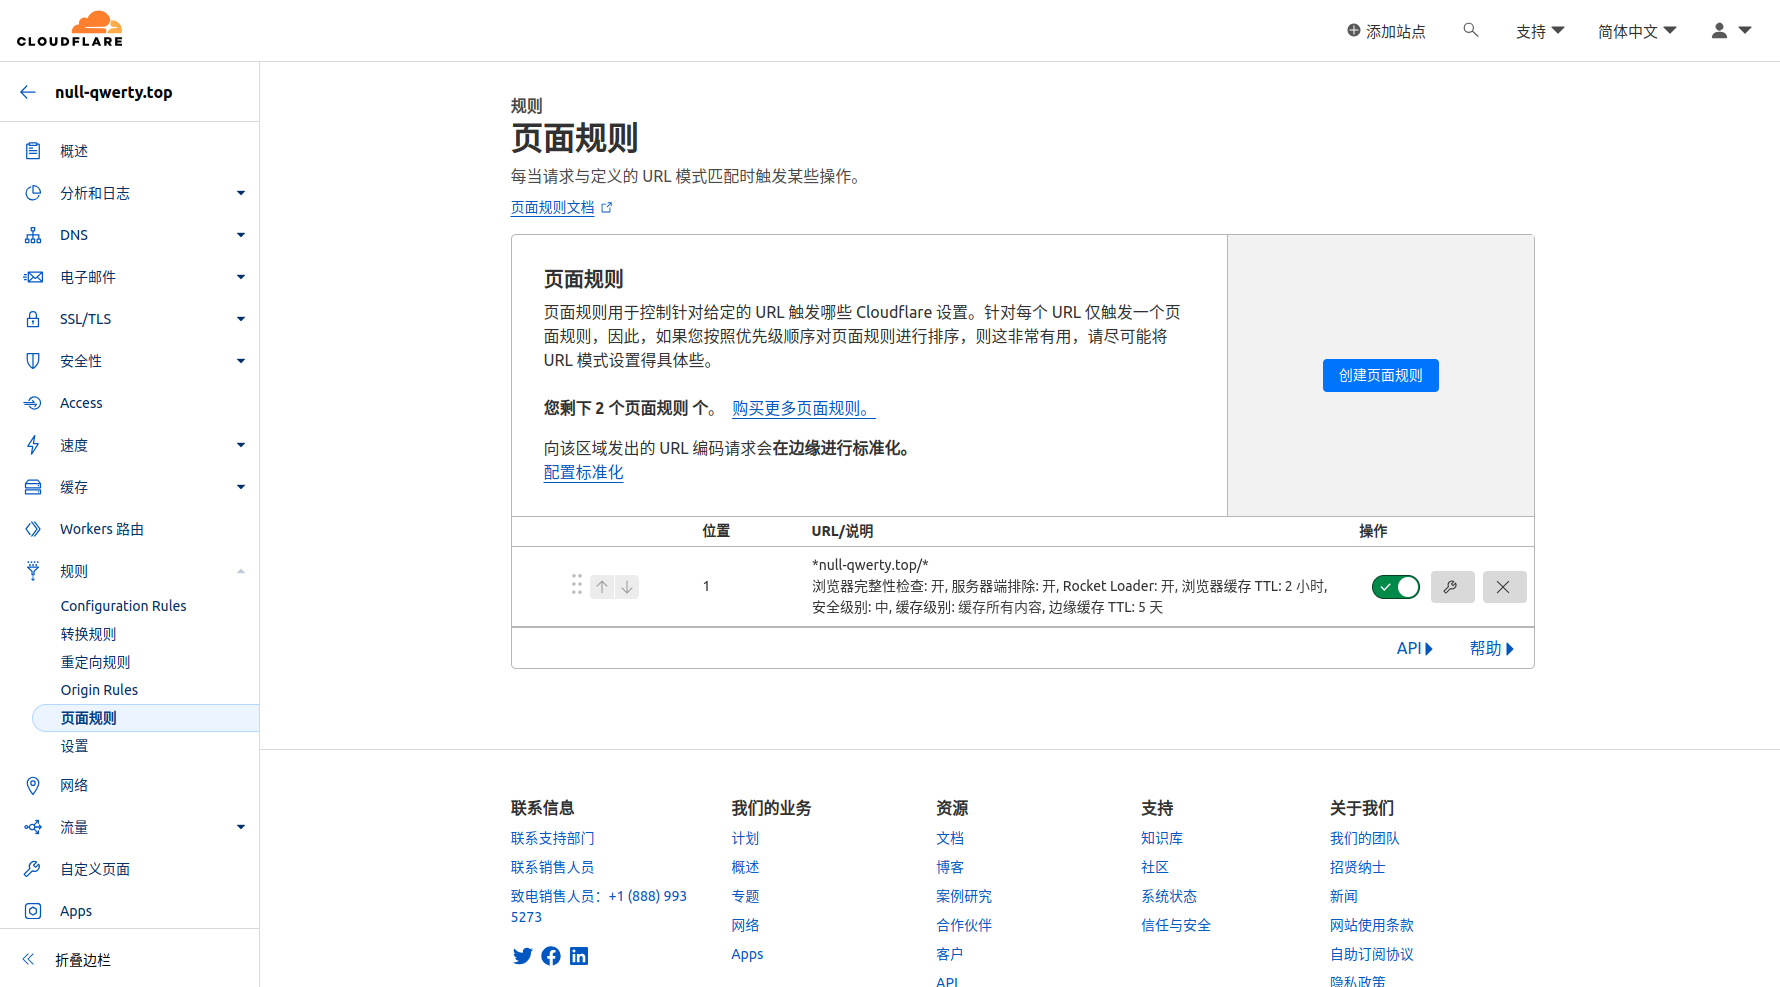 CLOUDFLARE
添加站点
支持
简体中文
null-qwerty.top
概述
分析和日志
DNS
电子邮件
SSL/TLS
安全性
Access
速度
缓存
Workers 路由
规则
Configuration Rules
转换规则
重定向规则
Origin Rules
页面规则
设置
网络
流量
自定义页面
Apps
折叠边栏
规则
页面规则
每当请求与定义的 URL 模式匹配时触发某些操作。
页面规则文档
页面规则
页面规则用于控制针对给定的 URL 触发哪些 Cloudflare 设置。针对每个 URL 仅触发一个页
面规则，因此，如果您按照优先级顺序对页面规则进行排序，则这非常有用，请尽可能将
URL 模式设置得具体些。
您剩下 2 个页面规则 个。 购买更多页面规则。
向该区域发出的 URL 编码请求会在边缘进行标准化。
配置标准化
创建页面规则
位置 URL/说明 操作
*null-qwerty.top/*
1
浏览器完整性检查: 开, 服务器端排除: 开, Rocket Loader: 开, 浏览器缓存 TTL: 2 小时,
安全级别: 中, 缓存级别: 缓存所有内容, 边缘缓存 TTL: 5 天
API 帮助
联系信息
联系支持部门
联系销售人员
致电销售人员：+1 (888) 993
5273
我们的业务
计划
概述
专题
网络
Apps
资源
文档
博客
案例研究
合作伙伴
客户
API
支持
知识库
社区
系统状态
信任与安全
关于我们
我们的团队
招贤纳士
新闻
网站使用条款
自助订阅协议
隐私政策